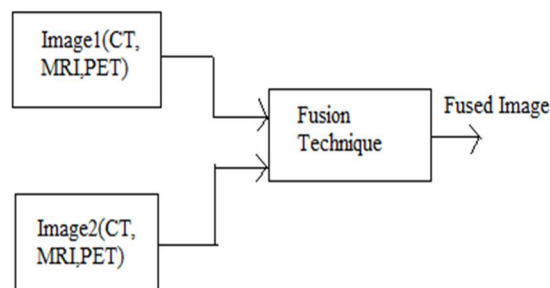 Image1(CT,
MRI,PET)
Fusion
Technique
Fused Image
Image2(CT,
MRI,PET)